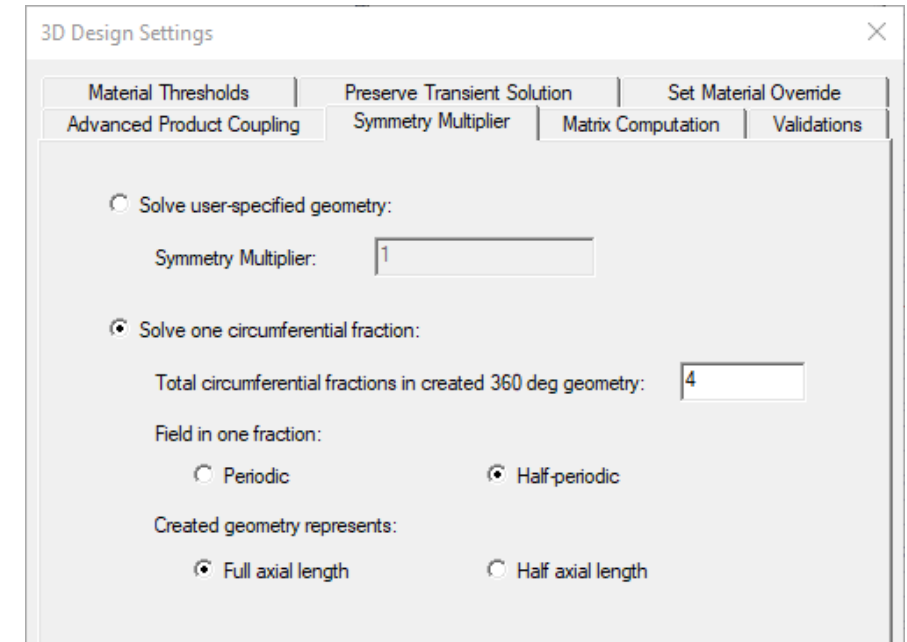 3D Design Settings
Material Thresholds Preserve Transient Solution Set Material Override
Advanced Product Coupling Symmetry Multiplier Matrix Computation Validations
Solve user-specified geometry:
Symmetry Multiplier: 1
Solve one circumferential fraction:
Total circumferential fractions in created 360 deg geometry: 4
Field in one fraction:
Periodic Half-periodic
Created geometry represents:
Full axial length Half axial length